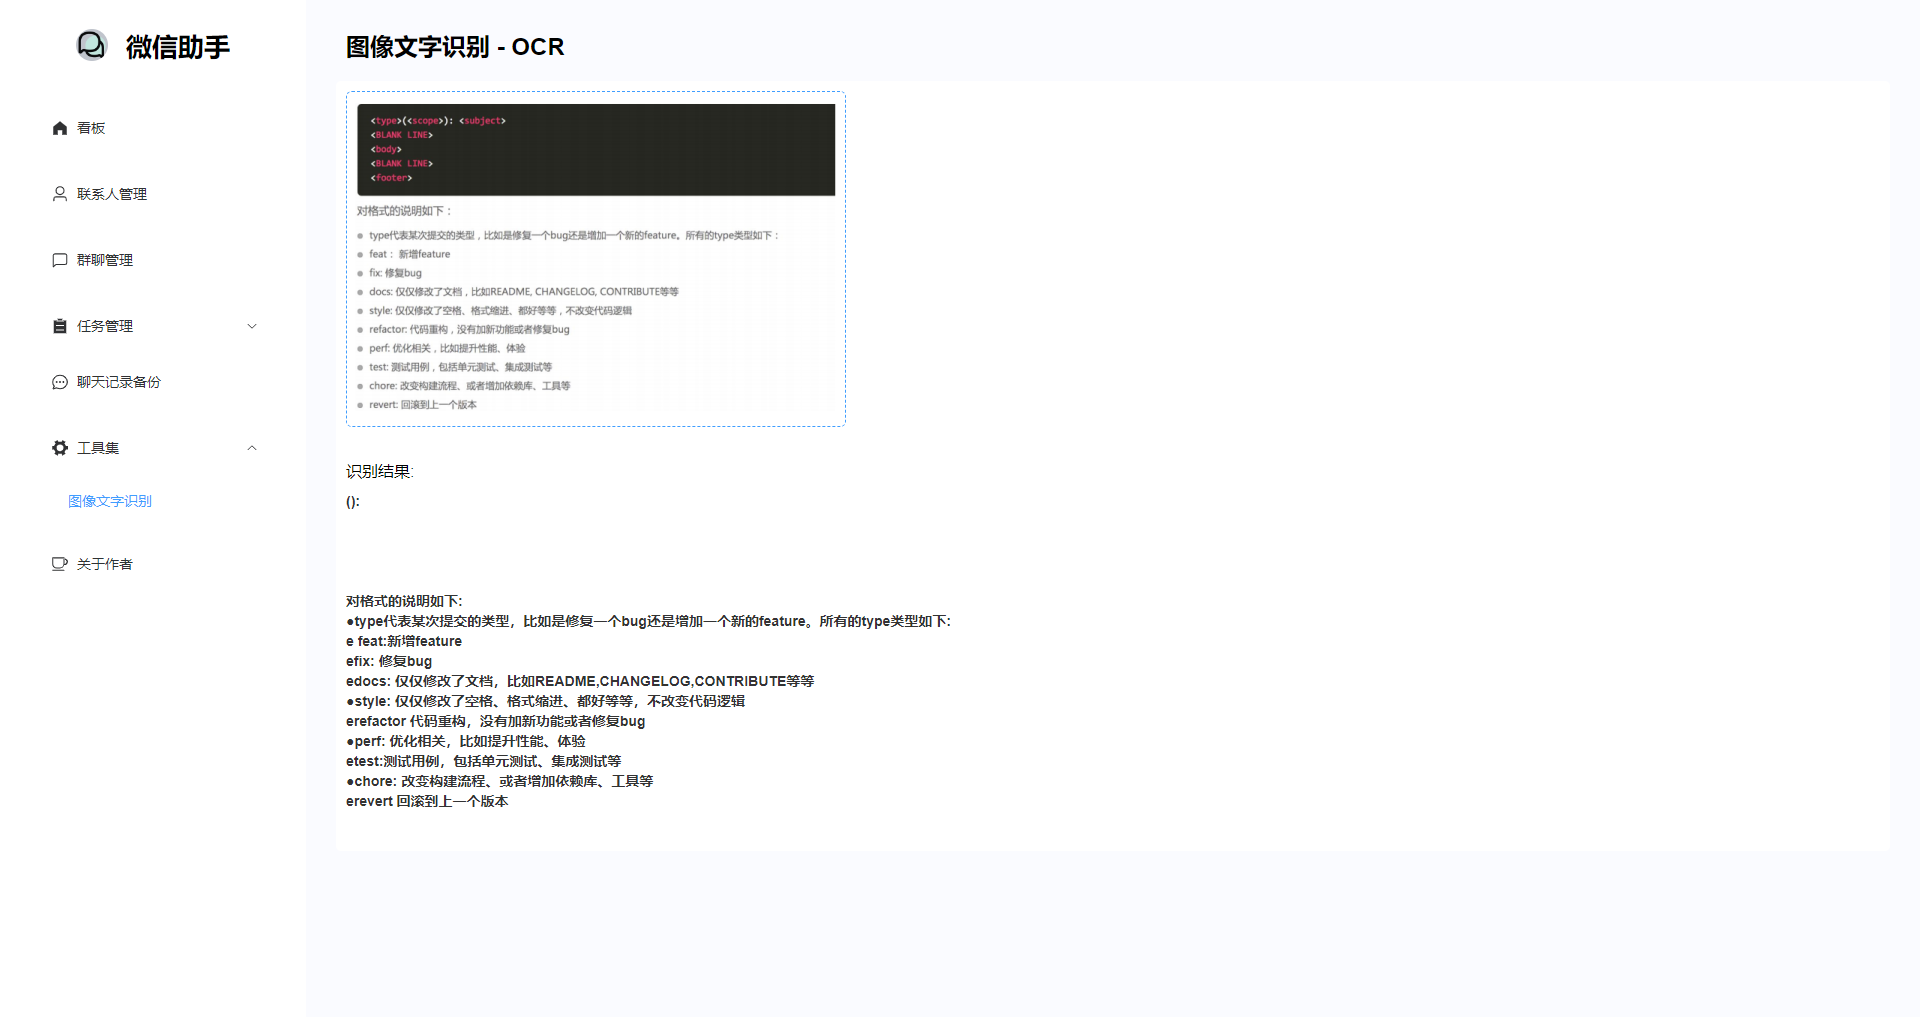 微信助手
看板
联系人管理
群聊管理
任务管理
聊天记录备份
工具集
图像文字识别
关于作者
图像文字识别 - OCR
<type>(<scope>): <subject>
<BLANK LINE>
<body>
<BLANK LINE>
<footer>
对格式的说明如下：
● type代表某次提交的类型，比如是修复一个bug还是增加一个新的feature。所有的type类型如下：
● feat： 新增feature
● fix: 修复bug
● docs: 仅仅修改了文档，比如README, CHANGELOG, CONTRIBUTE等等
● style: 仅仅修改了空格、格式缩进、都好等等，不改变代码逻辑
● refactor: 代码重构，没有加新功能或者修复bug
● perf: 优化相关，比如提升性能、体验
● test: 测试用例，包括单元测试、集成测试等
● chore: 改变构建流程、或者增加依赖库、工具等
● revert: 回滚到上一个版本
识别结果:
():
对格式的说明如下:
●type代表某次提交的类型，比如是修复一个bug还是增加一个新的feature。所有的type类型如下:
e feat:新增feature
efix: 修复bug
edocs: 仅仅修改了文档，比如README,CHANGELOG,CONTRIBUTE等等
●style: 仅仅修改了空格、格式缩进、都好等等，不改变代码逻辑
erefactor 代码重构，没有加新功能或者修复bug
●perf: 优化相关，比如提升性能、体验
etest:测试用例，包括单元测试、集成测试等
●chore: 改变构建流程、或者增加依赖库、工具等
erevert 回滚到上一个版本